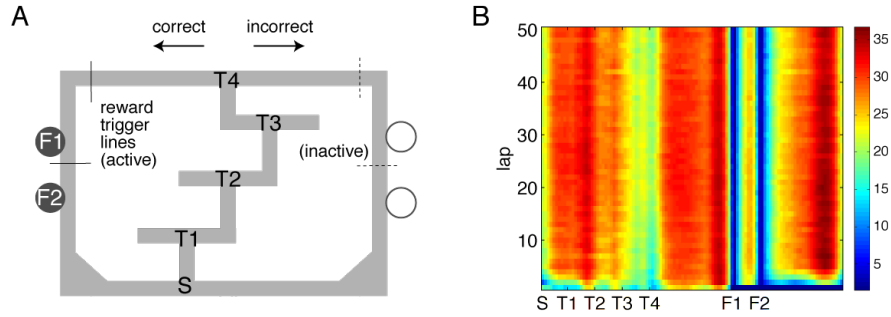 A
correct
incorrect
T4
reward
trigger
lines
(active)
T3
(inactive)
F1
F2
T2
T1
S
B
lap
50
40
30
20
10
S T1 T2 T3 T4 F1 F2
35
30
25
20
15
10
5